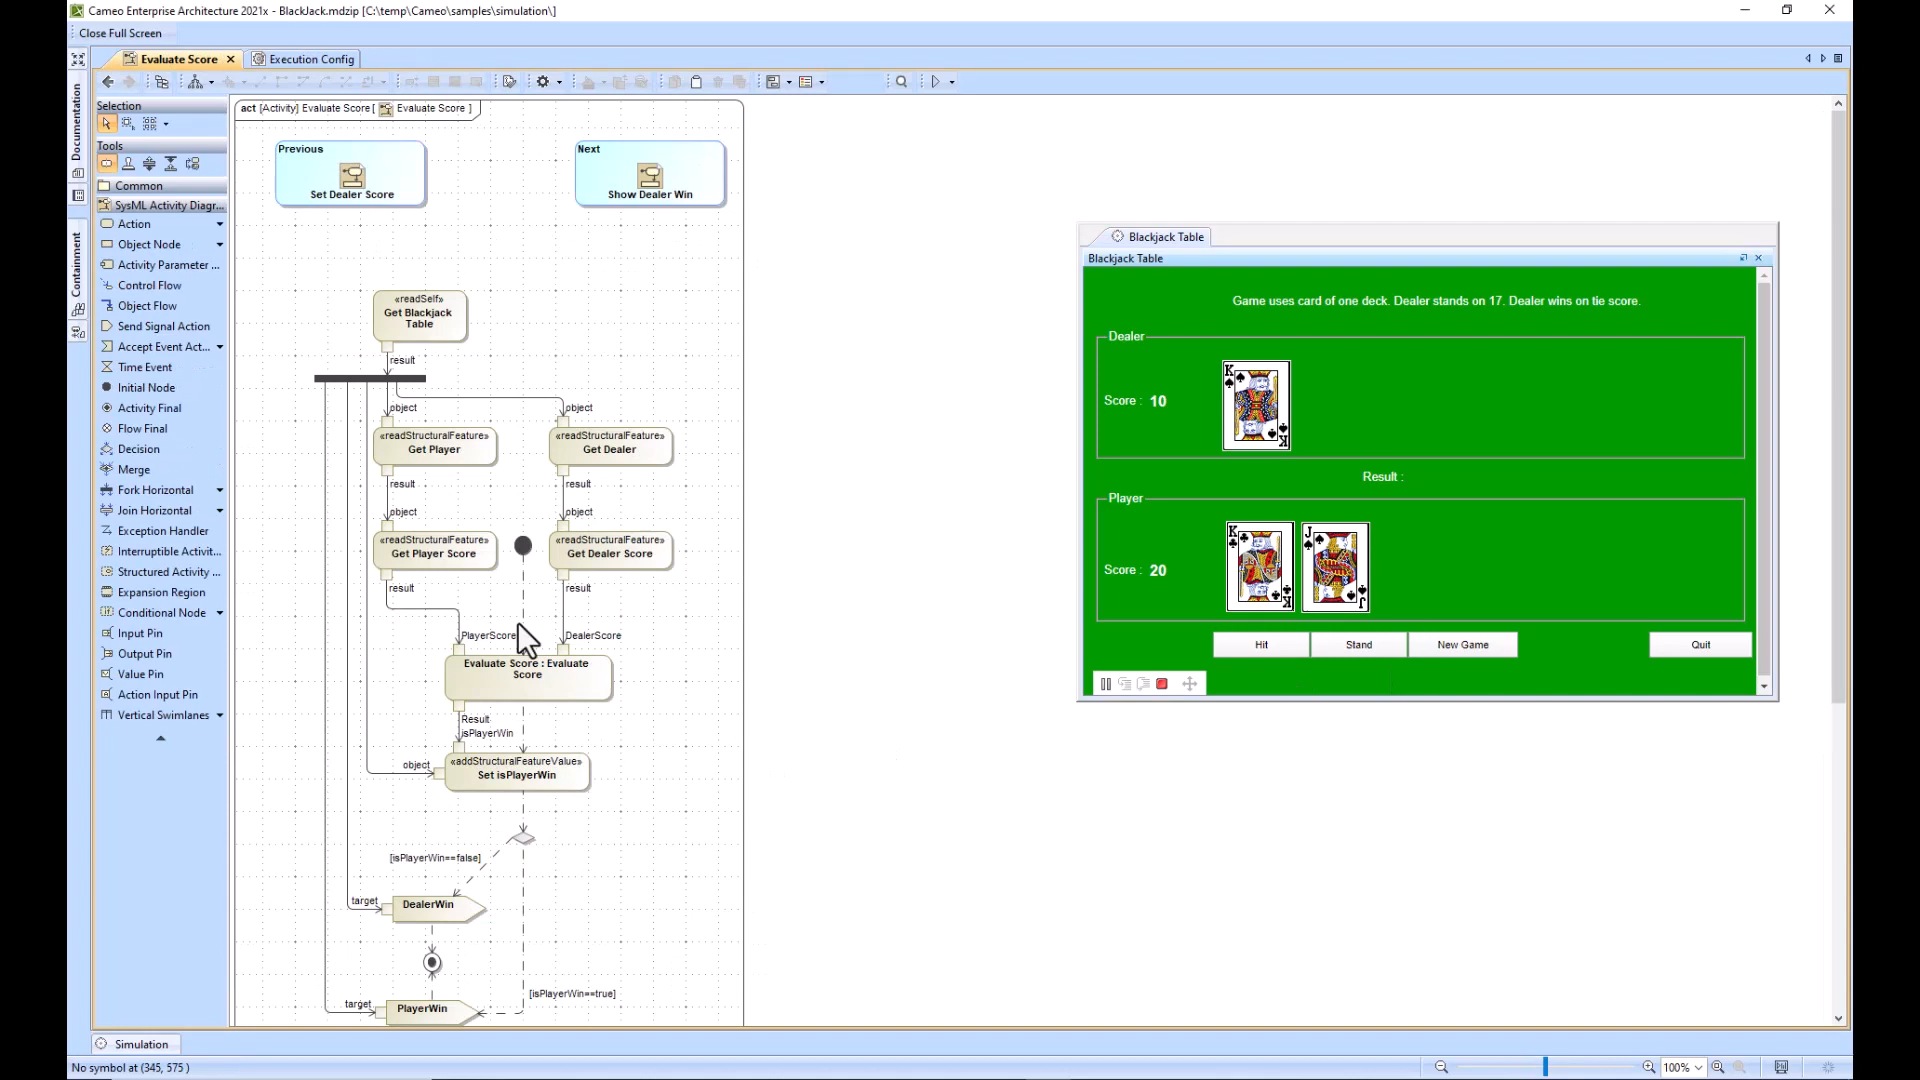 Cameo Enterprise Architecture 2021x - BlackJack.mdzip [C:\temp\Cameo\samples\simulation\]
Close Full Screen
Evaluate Score
Execution Config
Documentation
Containment
Selection
Tools
Common
SysML Activity Diagr...
Action
Object Node
Activity Parameter ...
Control Flow
Object Flow
Send Signal Action
Accept Event Act...
Time Event
Initial Node
Activity Final
Flow Final
Decision
Merge
Fork Horizontal
Join Horizontal
Exception Handler
Interruptible Activit...
Structured Activity ...
Expansion Region
Conditional Node
Input Pin
Output Pin
Value Pin
Action Input Pin
Vertical Swimlanes
act [Activity] Evaluate Score [ Evaluate Score ]
Previous
Set Dealer Score
Next
Show Dealer Win
«readSelf»
Get Blackjack
Table
result
object
object
«readStructuralFeature»
Get Player
«readStructuralFeature»
Get Dealer
result
result
object
object
«readStructuralFeature»
Get Player Score
«readStructuralFeature»
Get Dealer Score
result
result
PlayerScore
DealerScore
Evaluate Score : Evaluate
Score
Result
isPlayerWin
object
«addStructuralFeatureValue»
Set isPlayerWin
[isPlayerWin==false]
target
DealerWin
[isPlayerWin==true]
target
PlayerWin
Blackjack Table
Blackjack Table
Game uses card of one deck. Dealer stands on 17. Dealer wins on tie score.
Dealer
Score : 10
K
K
Result :
Player
Score : 20
K
K
J
J
Hit
Stand
New Game
Quit
Simulation
No symbol at (345, 575 )
100%